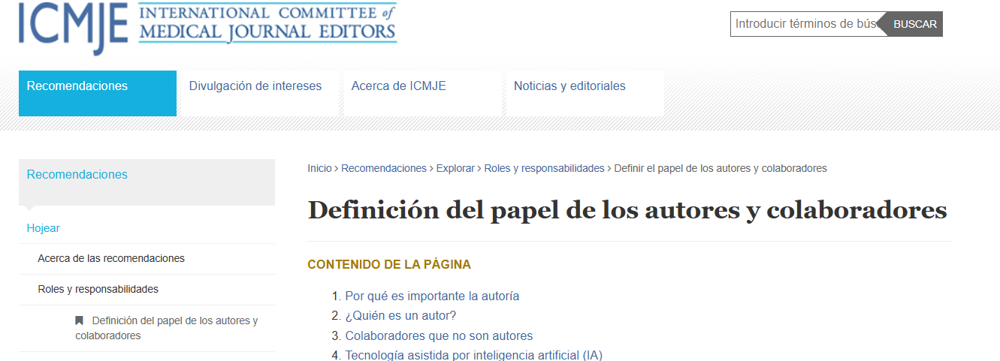 ICMJE INTERNATIONAL COMMITTEE of
MEDICAL JOURNAL EDITORS
Introducir términos de bús
BUSCAR
Recomendaciones
Divulgación de intereses
Acerca de ICMJE
Noticias y editoriales
Recomendaciones
Hojear
Acerca de las recomendaciones
Roles y responsabilidades
Definición del papel de los autores y
colaboradores
Inicio > Recomendaciones > Explorar > Roles y responsabilidades > Definir el papel de los autores y colaboradores
Definición del papel de los autores y colaboradores
CONTENIDO DE LA PÁGINA
1. Por qué es importante la autoría
2. ¿Quién es un autor?
3. Colaboradores que no son autores
4. Tecnología asistida por inteligencia artificial (IA)